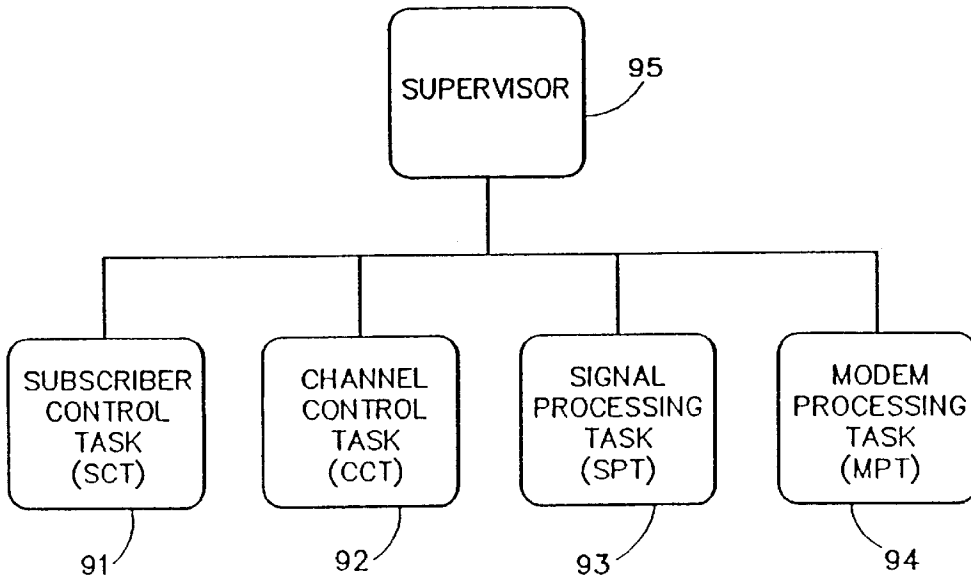 SUPERVISOR
95
SUBSCRIBER
CONTROL
TASK
(SCT)
CHANNEL
CONTROL
TASK
(CCT)
SIGNAL
PROCESSING
TASK
(SPT)
MODEM
PROCESSING
TASK
(MPT)
91
92
93
94